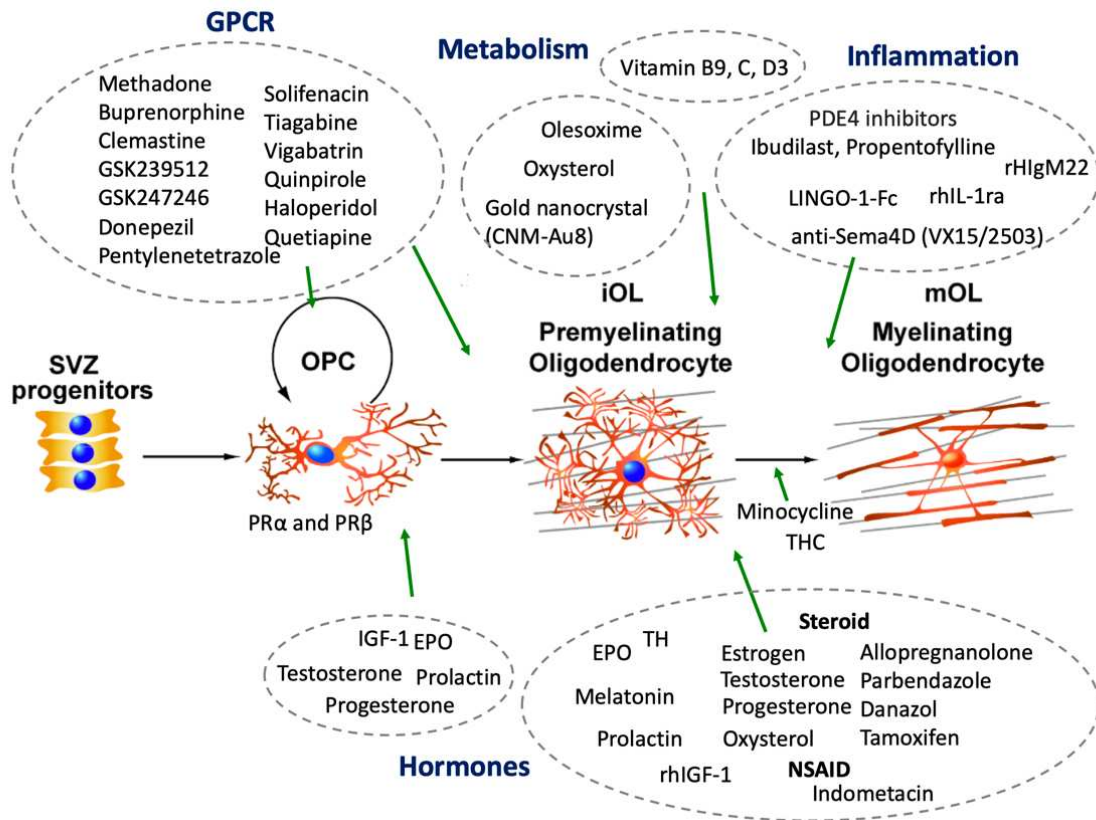 GPCR
Methadone
Buprenorphine
Clemastine
GSK239512
GSK247246
Donepezil
Pentylenetetrazole
Solifenacin
Tiagabine
Vigabatrin
Quinpirole
Haloperidol
Quetiapine
Metabolism
Vitamin B9, C, D3
Olesoxime
Oxysterol
Gold nanocrystal
(CNM-Au8)
Inflammation
PDE4 inhibitors
Ibudilast, Propentofylline
rHIgM22
LINGO-1-Fc
rhIL-1ra
anti-Sema4D (VX15/2503)
SVZ
progenitors
OPC
PRα and PRβ
iOL
Premyelinating
Oligodendrocyte
mOL
Myelinating
Oligodendrocyte
Minocycline
THC
IGF-1 EPO
Testosterone
Prolactin
Progesterone
Hormones
EPO
TH
Melatonin
Prolactin
rhIGF-1
Steroid
Estrogen
Testosterone
Progesterone
Oxysterol
Allopregnanolone
Parbendazole
Danazol
Tamoxifen
NSAID
Indometacin